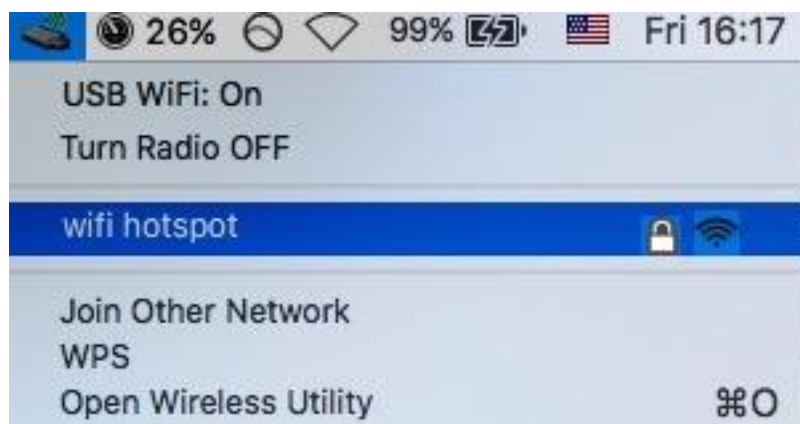 26% 99% Fri 16:17
USB WiFi: On
Turn Radio OFF
wifi hotspot
Join Other Network
WPS
Open Wireless Utility ⌘O